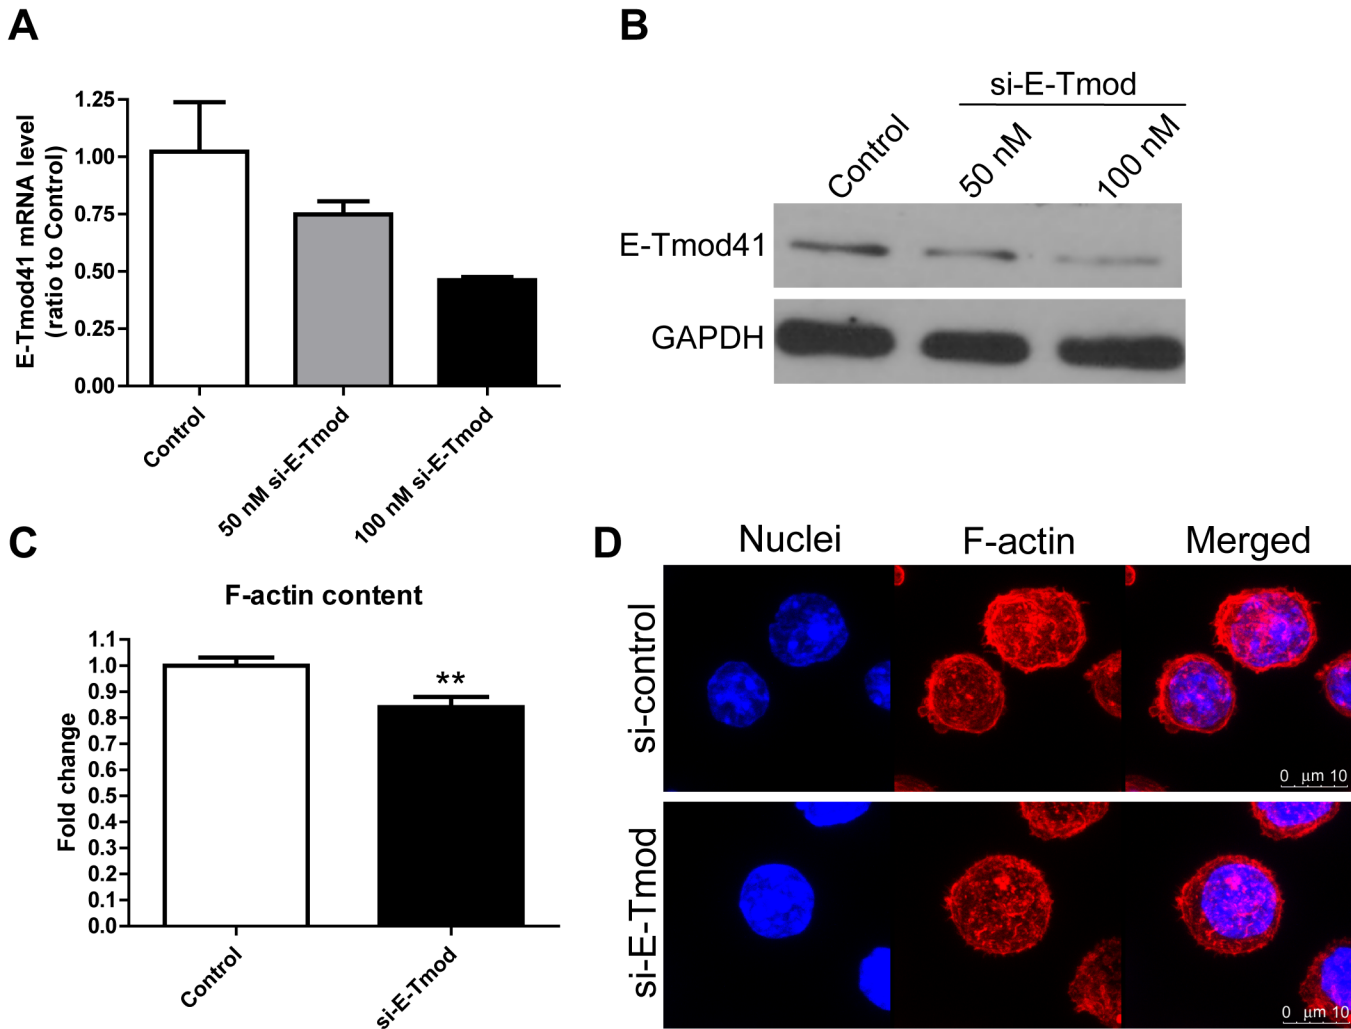 A
E-Tmod41 mRNA level
(ratio to Control)
1.25
1.00
0.75
0.50
0.25
0.00
Control
50 nM si-E-Tmod
100 nM si-E-Tmod
B
si-E-Tmod
Control
50 nM
100 nM
E-Tmod41
GAPDH
C
F-actin content
Fold change
1.1
1.0
0.9
0.8
0.7
0.6
0.5
0.4
0.3
0.2
0.1
0.0
**
Control
si-E-Tmod
D
Nuclei
F-actin
Merged
si-control
0 µm 10
si-E-Tmod
0 µm 10